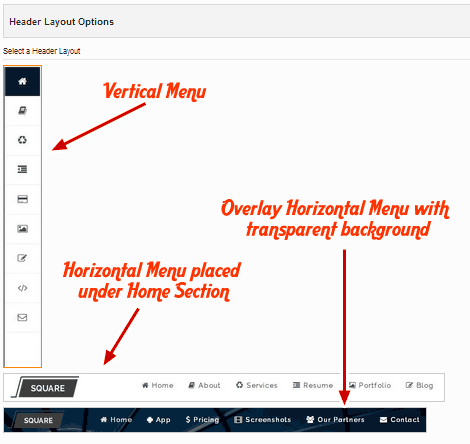 Header Layout Options
Select a Header Layout
Vertical Menu
Overlay Horizontal Menu with
transparent background
Horizontal Menu placed
under Home Section
SQUARE Home About Services Resume Portfolio Blog
SQUARE Home App Pricing Screenshots Our Partners Contact